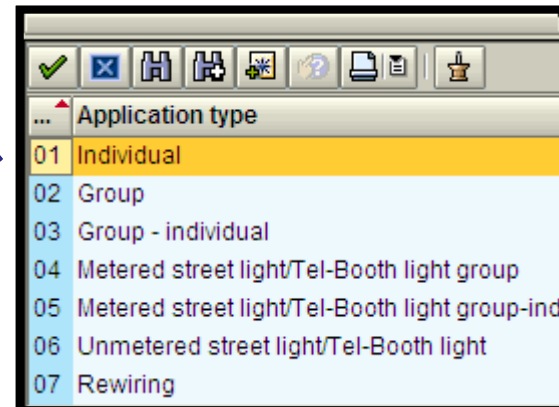 ... Application type
01 Individual
02 Group
03 Group - individual
04 Metered street light/Tel-Booth light group
05 Metered street light/Tel-Booth light group-ind
06 Unmetered street light/Tel-Booth light
07 Rewiring